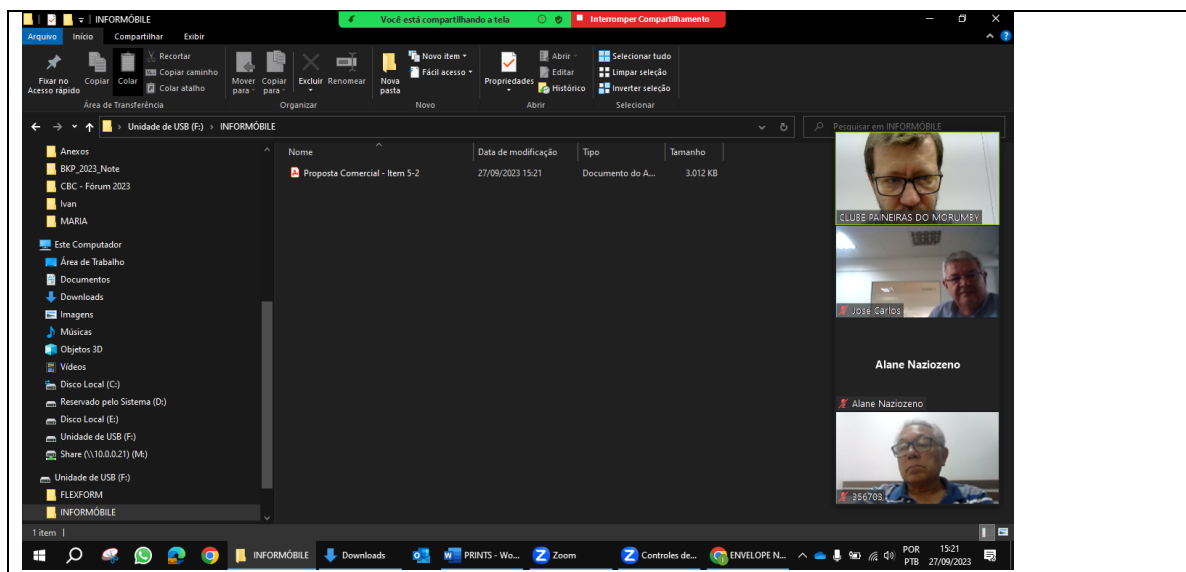 INFORMÓBILE
Você está compartilhando a tela
Interromper Compartilhamento
Arquivo Início Compartilhar Exibir
Fixar no Acesso rápido
Copiar
Colar
Recortar
Copiar caminho
Colar atalho
Área de Transferência
Mover para
Copiar para
Excluir
Renomear
Organizar
Nova pasta
Novo item
Fácil acesso
Novo
Propriedades
Abrir
Editar
Histórico
Abrir
Selecionar tudo
Limpar seleção
Inverter seleção
Selecionar
› Unidade de USB (F:) › INFORMÓBILE
Pesquisar em INFORMÓBILE
Anexos
BKP_2023_Note
CBC - Fórum 2023
Ivan
MARIA
Este Computador
Área de Trabalho
Documentos
Downloads
Imagens
Músicas
Objetos 3D
Vídeos
Disco Local (C:)
Reservado pelo Sistema (D:)
Disco Local (E:)
Unidade de USB (F:)
Share (\\10.0.0.21) (M:)
Unidade de USB (F:)
FLEXFORM
INFORMÓBILE
Nome Data de modificação Tipo Tamanho
Proposta Comercial - Item 5-2 27/09/2023 15:21 Documento do A... 3.012 KB
CLUBE PAINEIRAS DO MORUMBY
José Carlos
Alane Naziozeno
Alane Naziozeno
356703
1 item
INFORMÓBILE Downloads PRINTS - Wo... Zoom Controles de... ENVELOPE N... POR 15:21
PTB 27/09/2023